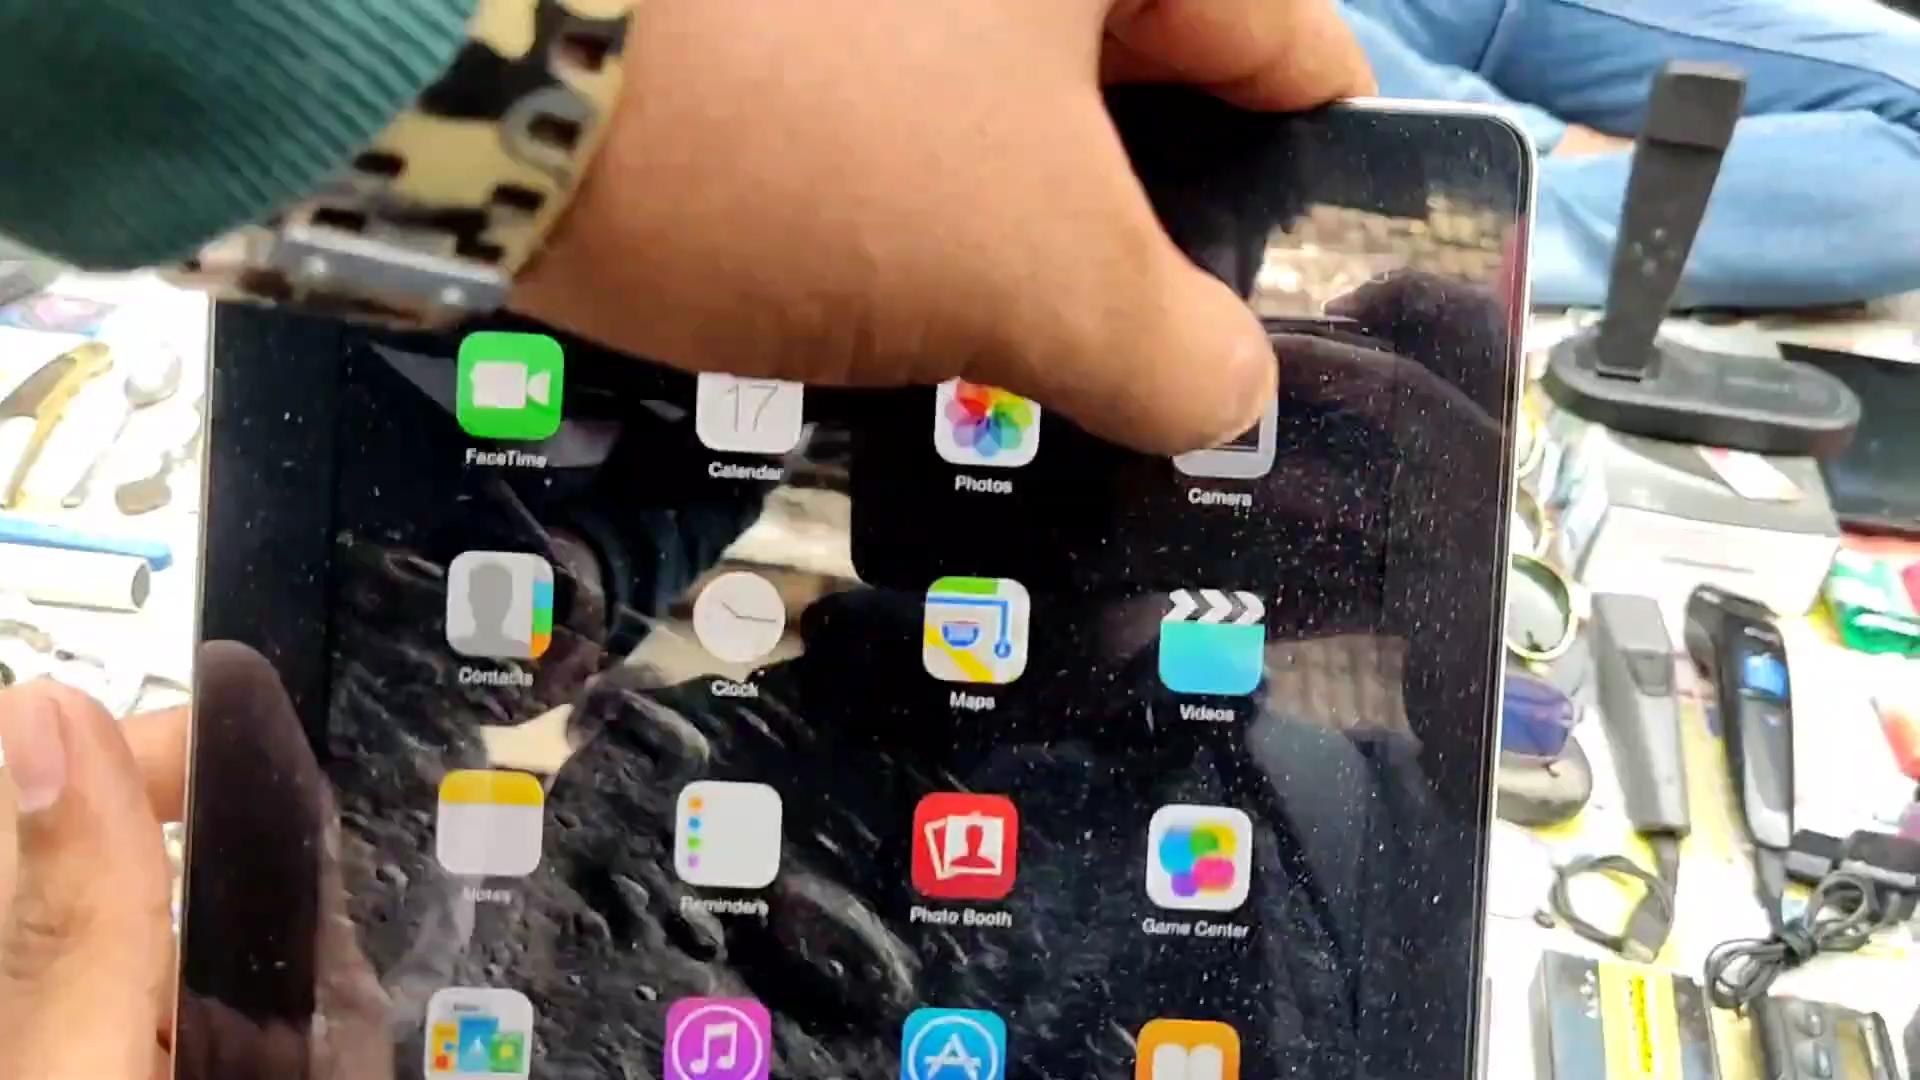 17
FaceTime
Calendar
Photos
Camera
Contacts
Clock
Maps
Videos
Notes
Reminders
Photo Booth
Game Center